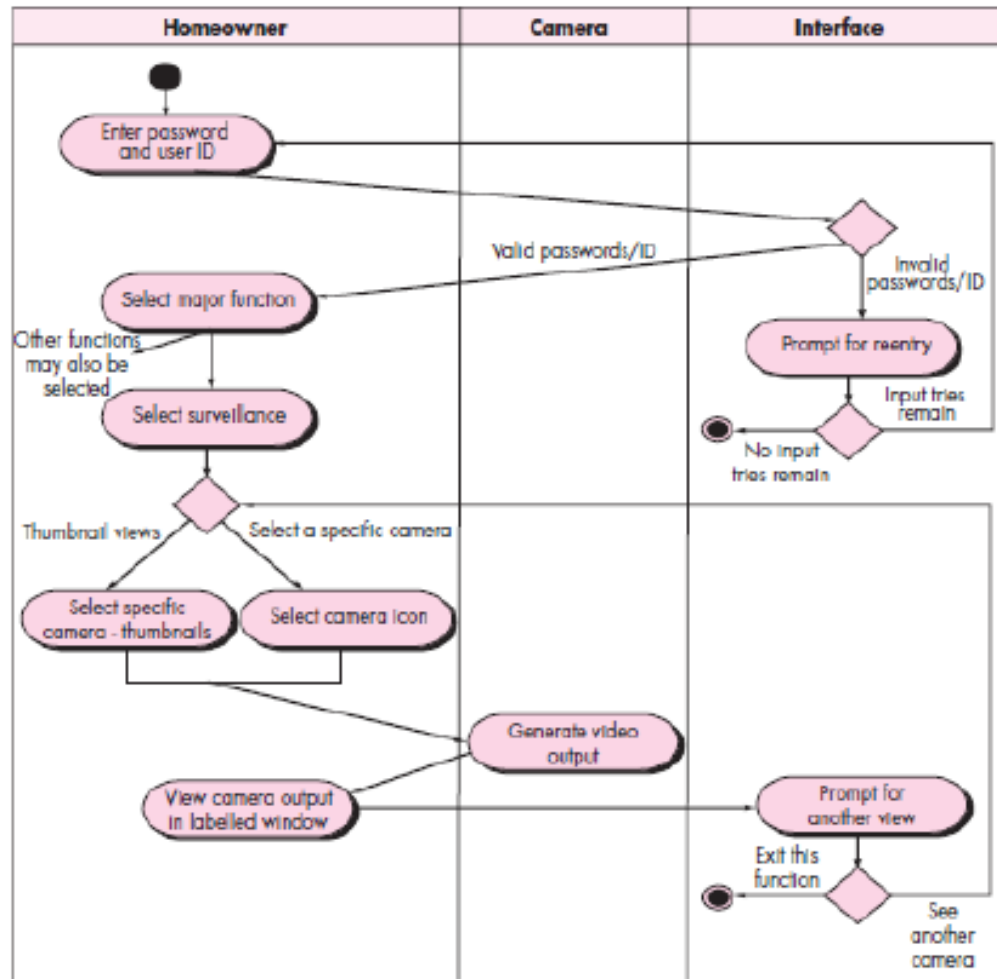 Homeowner
Camera
Interface
Enter password
and user ID
Valid passwords/ID
Invalid
passwords/ID
Select major function
Prompt for reentry
Other functions
may also be
selected
Input tries
remain
Select surveillance
No input
tries remain
Thumbnail views
Select a specific camera
Select specific
camera - thumbnails
Select camera icon
Generate video
output
View camera output
in labelled window
Prompt for
another view
Exit this
function
See
another
camera